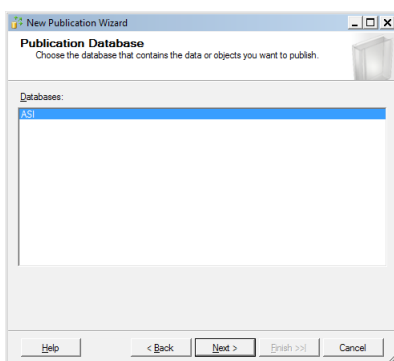 New Publication Wizard
Publication Database
Choose the database that contains the data or objects you want to publish.
Databases:
ASI
Help
< Back
Next >
Finish >>|
Cancel